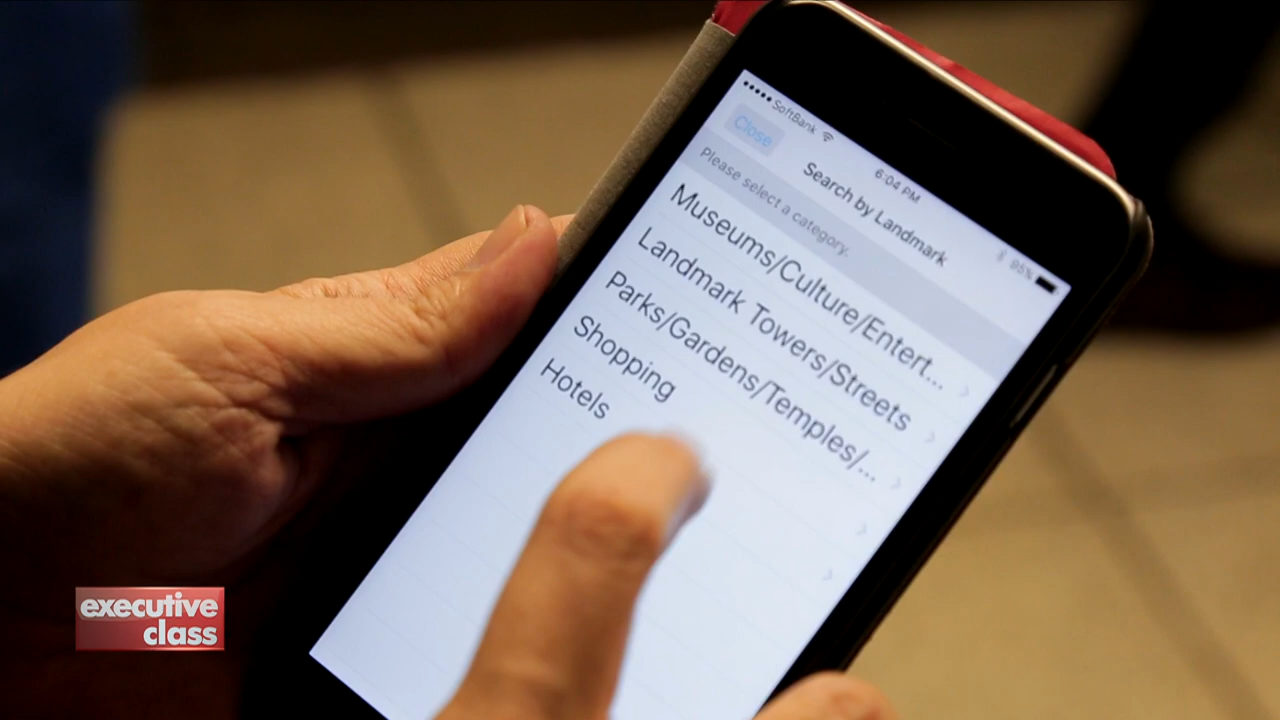 SoftBank 6:04 PM 95%
Close
Search by Landmark
Please select a category.
Museums/Culture/Entert...
Landmark Towers/Streets
Parks/Gardens/Temples/...
Shopping
Hotels
executive
class